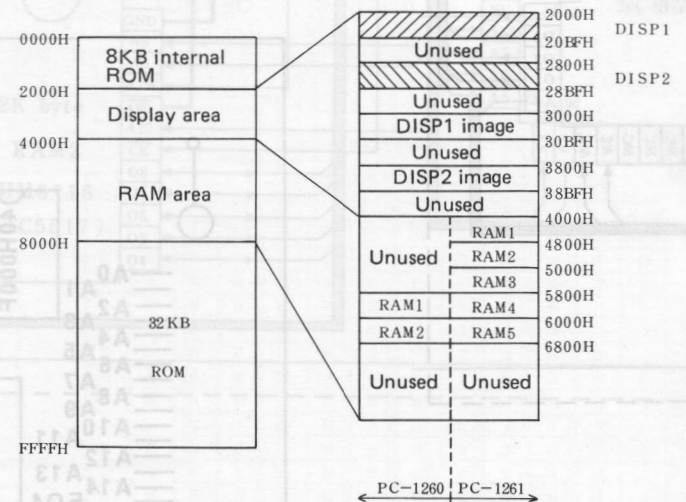 0000H
8KB internal
ROM
2000H
Display area
4000H
RAM area
8000H
32KB
ROM
FFFFH
2000H
DISP1
20BFH
Unused
2800H
DISP2
28BFH
Unused
3000H
DISP1 image
30BFH
Unused
3800H
DISP2 image
38BFH
Unused
4000H
RAM1
4800H
Unused
RAM2
5000H
RAM3
5800H
RAM1
RAM4
6000H
RAM2
RAM5
6800H
Unused
Unused
PC-1260
PC-1261